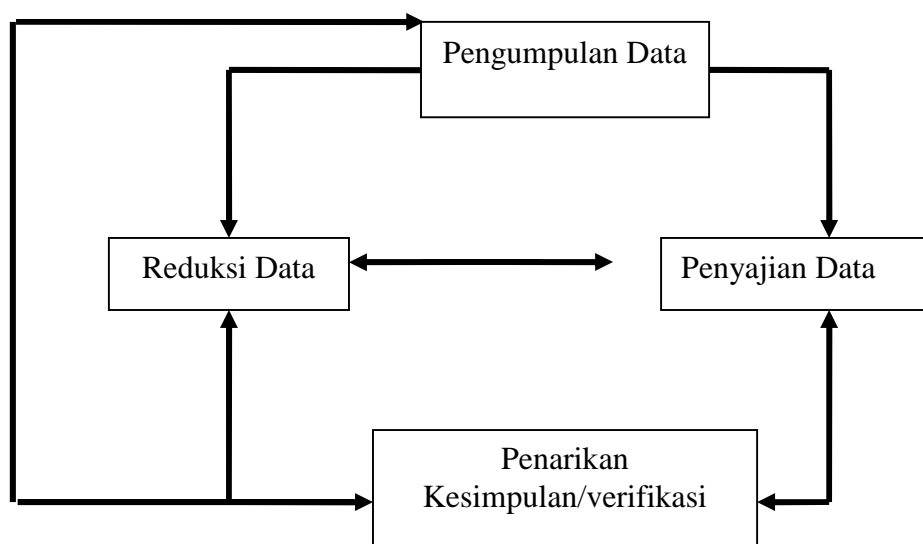 Pengumpulan Data
Reduksi Data
Penyajian Data
Penarikan
Kesimpulan/verifikasi